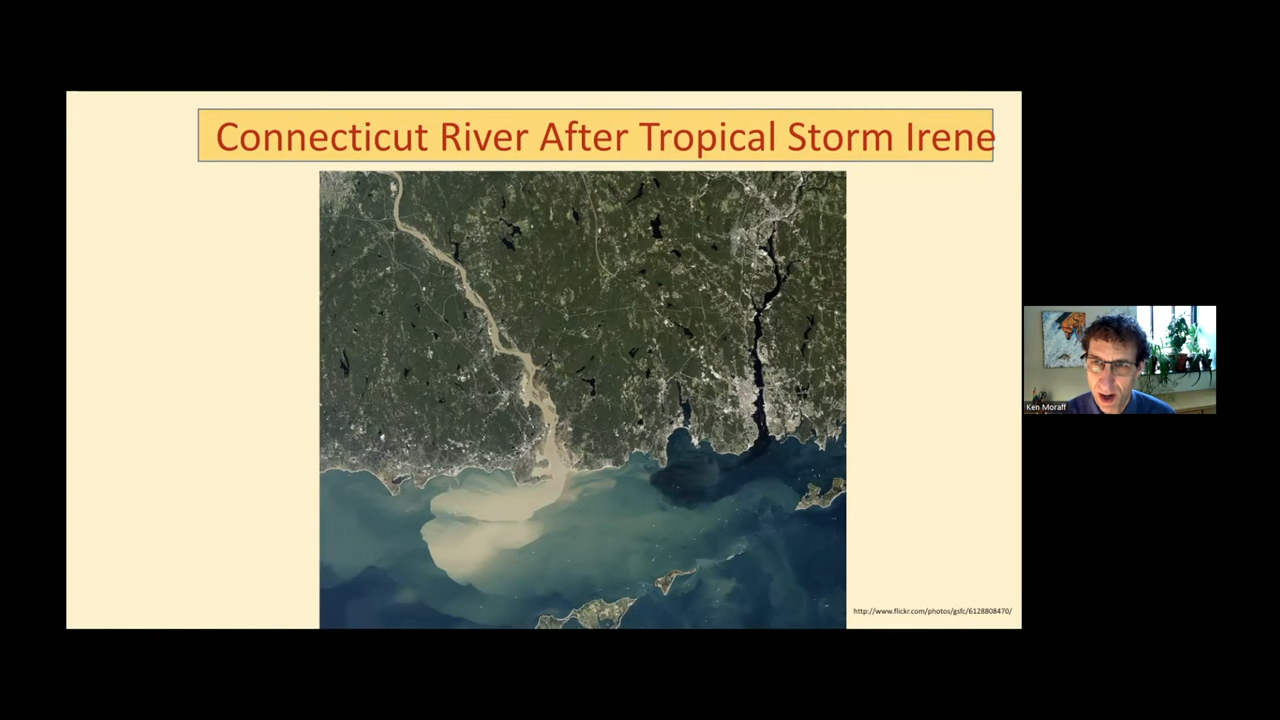 Connecticut River After Tropical Storm Irene
Ken Moraff
http://www.flickr.com/photos/gsfc/6128808470/